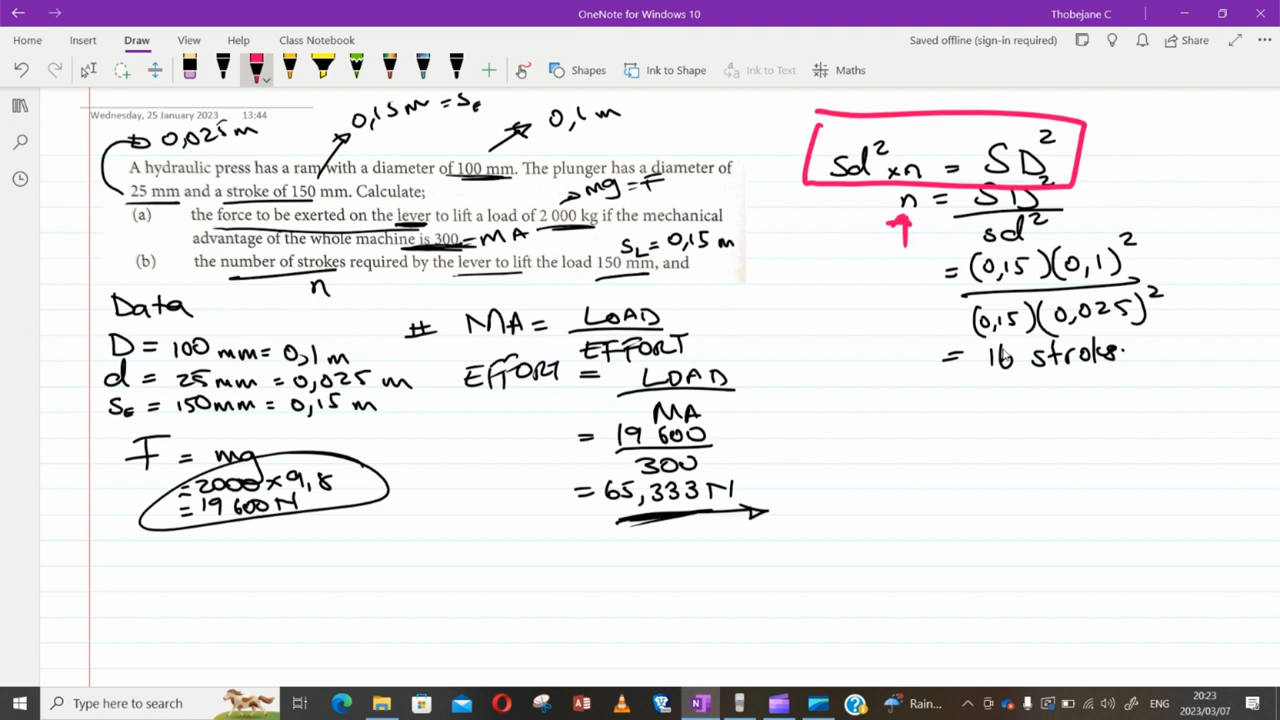 OneNote for Windows 10
Thobejane C
Home Insert Draw View Help Class Notebook
Saved offline (sign-in required)
Share
Shapes
Ink to Shape
Ink to Text
Maths
Wednesday, 25 January 2023 13:44
0,025m
0,15m = SE
0,1m
A hydraulic press has a ram with a diameter of 100 mm. The plunger has a diameter of
25 mm and a stroke of 150 mm. Calculate;
mg = F
(a) the force to be exerted on the lever to lift a load of 2 000 kg if the mechanical
advantage of the whole machine is 300
= MA
SL = 0,15 m
(b) the number of strokes required by the lever to lift the load 150 mm, and
n
Data
D = 100 mm = 0,1 m
d = 25mm = 0,025 m
SE = 150mm = 0,15 m
F = mg
= 2000 x 9,8
= 19 600 N
# MA = LOAD
EFFORT
EFFORT = LOAD
MA
= 19 600
300
= 65,333 N
Sd² x n = SD²
n = SD²
sd²
= (0,15)(0,1)²
(0,15)(0,025)²
= 16 strokes.
Type here to search
Rain...
ENG
20:23
2023/03/07